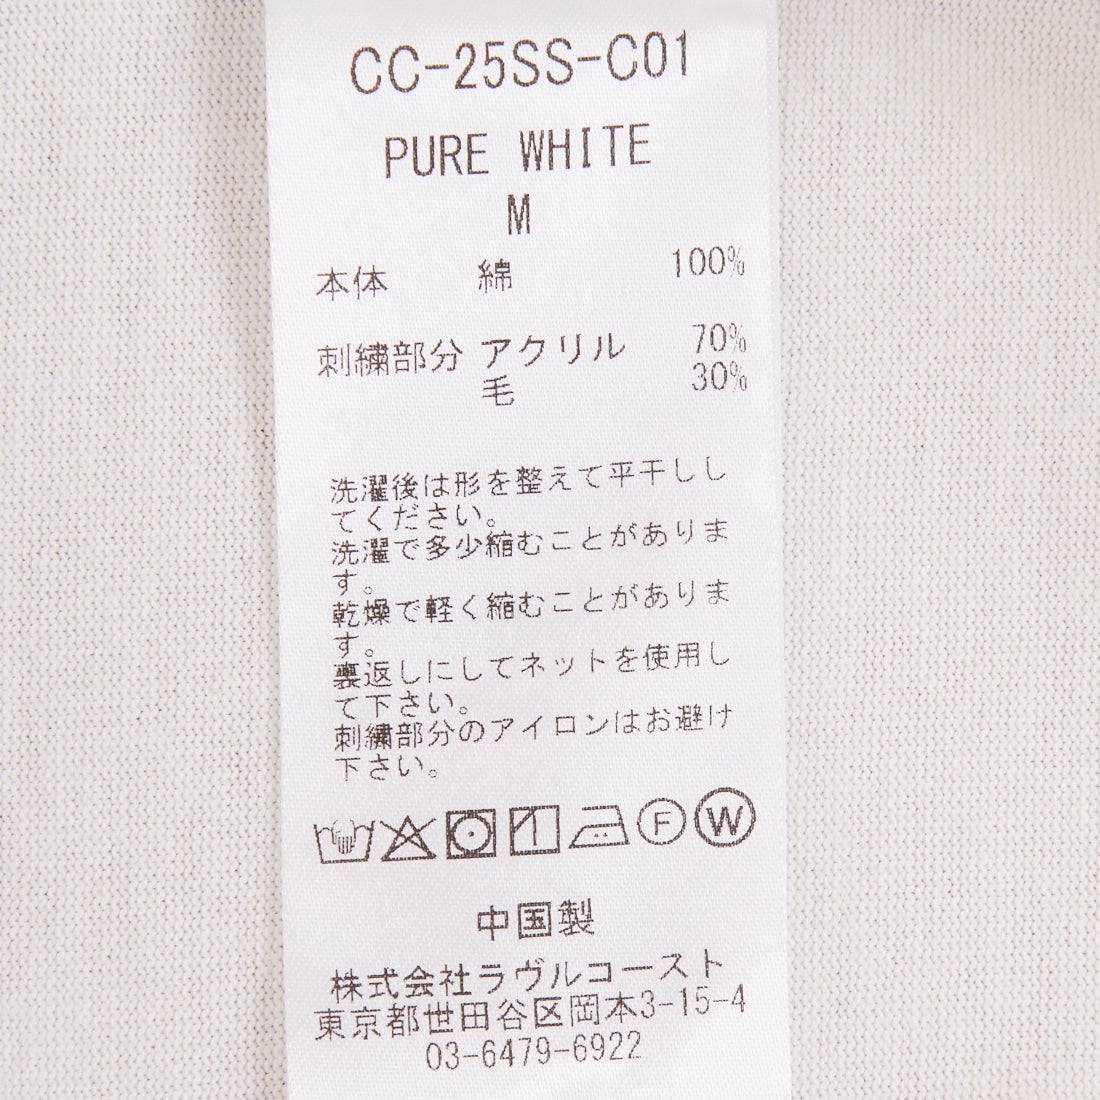 CC-25SS-C01
PURE WHITE
M
本体 綿 100%
刺繍部分 アクリル 70%
毛 30%
洗濯後は形を整えて平干しし
てください。
洗濯で多少縮むことがありま
す。
乾燥で軽く縮むことがありま
す。
裏返しにしてネットを使用し
て下さい。
刺繍部分のアイロンはお避け
下さい。
F W
中国製
株式会社ラヴルコースト
東京都世田谷区岡本3-15-4
03-6479-6922